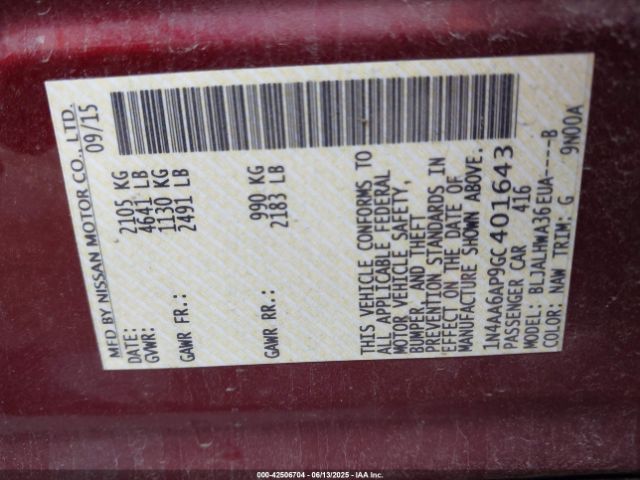 MFD BY NISSAN MOTOR CO., LTD.
DATE: 09/15
GVWR: 2105 KG
4641 LB
GAWR FR.: 1130 KG
2491 LB
GAWR RR.: 990 KG
2183 LB
THIS VEHICLE CONFORMS TO
ALL APPLICABLE FEDERAL
MOTOR VEHICLE SAFETY,
BUMPER, AND THEFT
PREVENTION STANDARDS IN
EFFECT ON THE DATE OF
MANUFACTURE SHOWN ABOVE.
1N4AA6AP9GC401643
PASSENGER CAR 416
MODEL: BLJALHWA36EUA----B
COLOR: NAW TRIM: G 9N00A
000-42506704 - 06/13/2025 - IAA Inc.